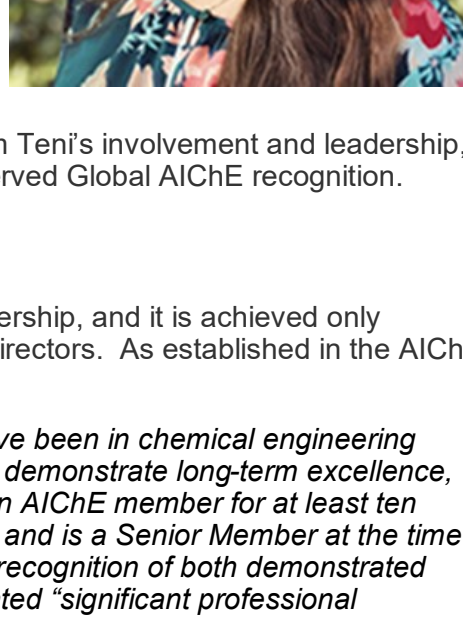 n Teni’s involvement and leadership,
erved Global AIChE recognition.
ership, and it is achieved only
irectors.  As established in the AICh
ve been in chemical engineering
demonstrate long-term excellence,
n AIChE member for at least ten
and is a Senior Member at the time
recognition of both demonstrated
ted “significant professional